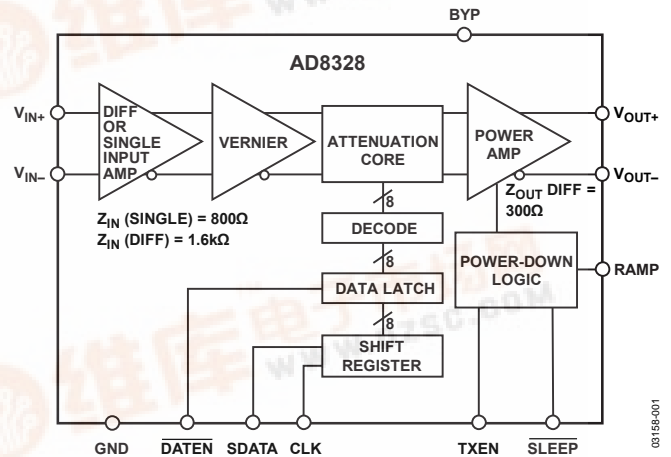 BYP
AD8328
VIN+
DIFF
OR
SINGLE
INPUT
AMP
VERNIER
ATTENUATION
CORE
POWER
AMP
VOUT+
VIN–
VOUT–
ZOUT DIFF =
300Ω
ZIN (SINGLE) = 800Ω
ZIN (DIFF) = 1.6kΩ
8
DECODE
8
DATA LATCH
8
SHIFT
REGISTER
POWER-DOWN
LOGIC
RAMP
GND
DATEN
SDATA
CLK
TXEN
SLEEP
03158-001